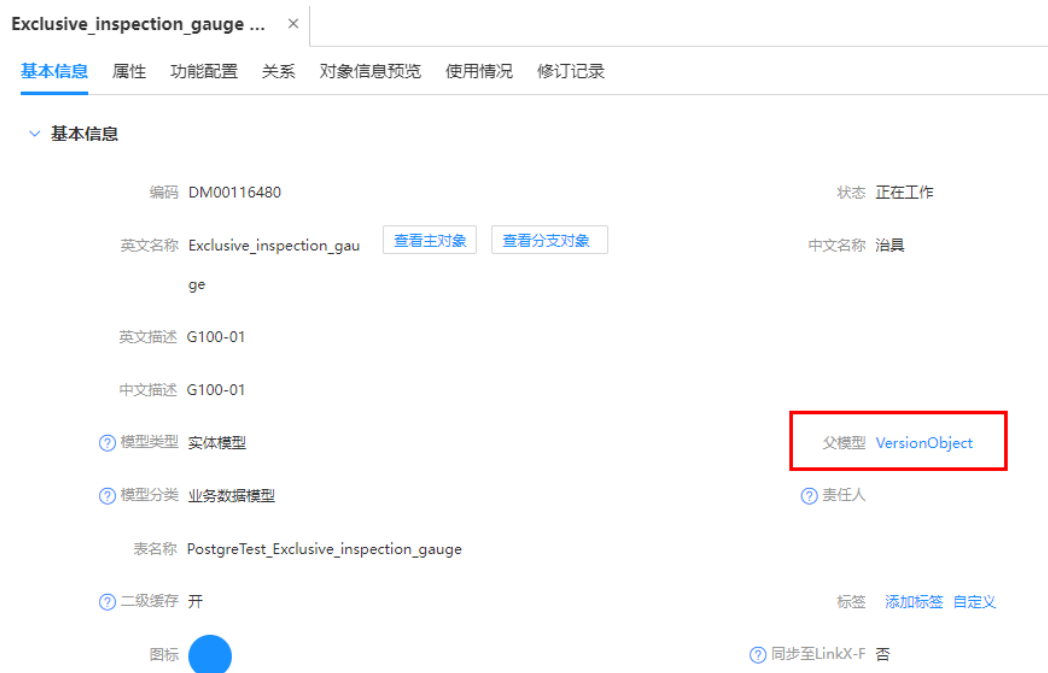 Exclusive_inspection_gauge ... ×
基本信息 属性 功能配置 关系 对象信息预览 使用情况 修订记录
基本信息
编码 DM00116480 状态 正在工作
英文名称 Exclusive_inspection_gau 查看主对象 查看分支对象 中文名称 治具
ge
英文描述 G100-01
中文描述 G100-01
? 模型类型 实体模型 父模型 VersionObject
? 模型分类 业务数据模型 ? 责任人
表名称 PostgreTest_Exclusive_inspection_gauge
? 二级缓存 开 标签 添加标签 自定义
图标 ? 同步至LinkX-F 否